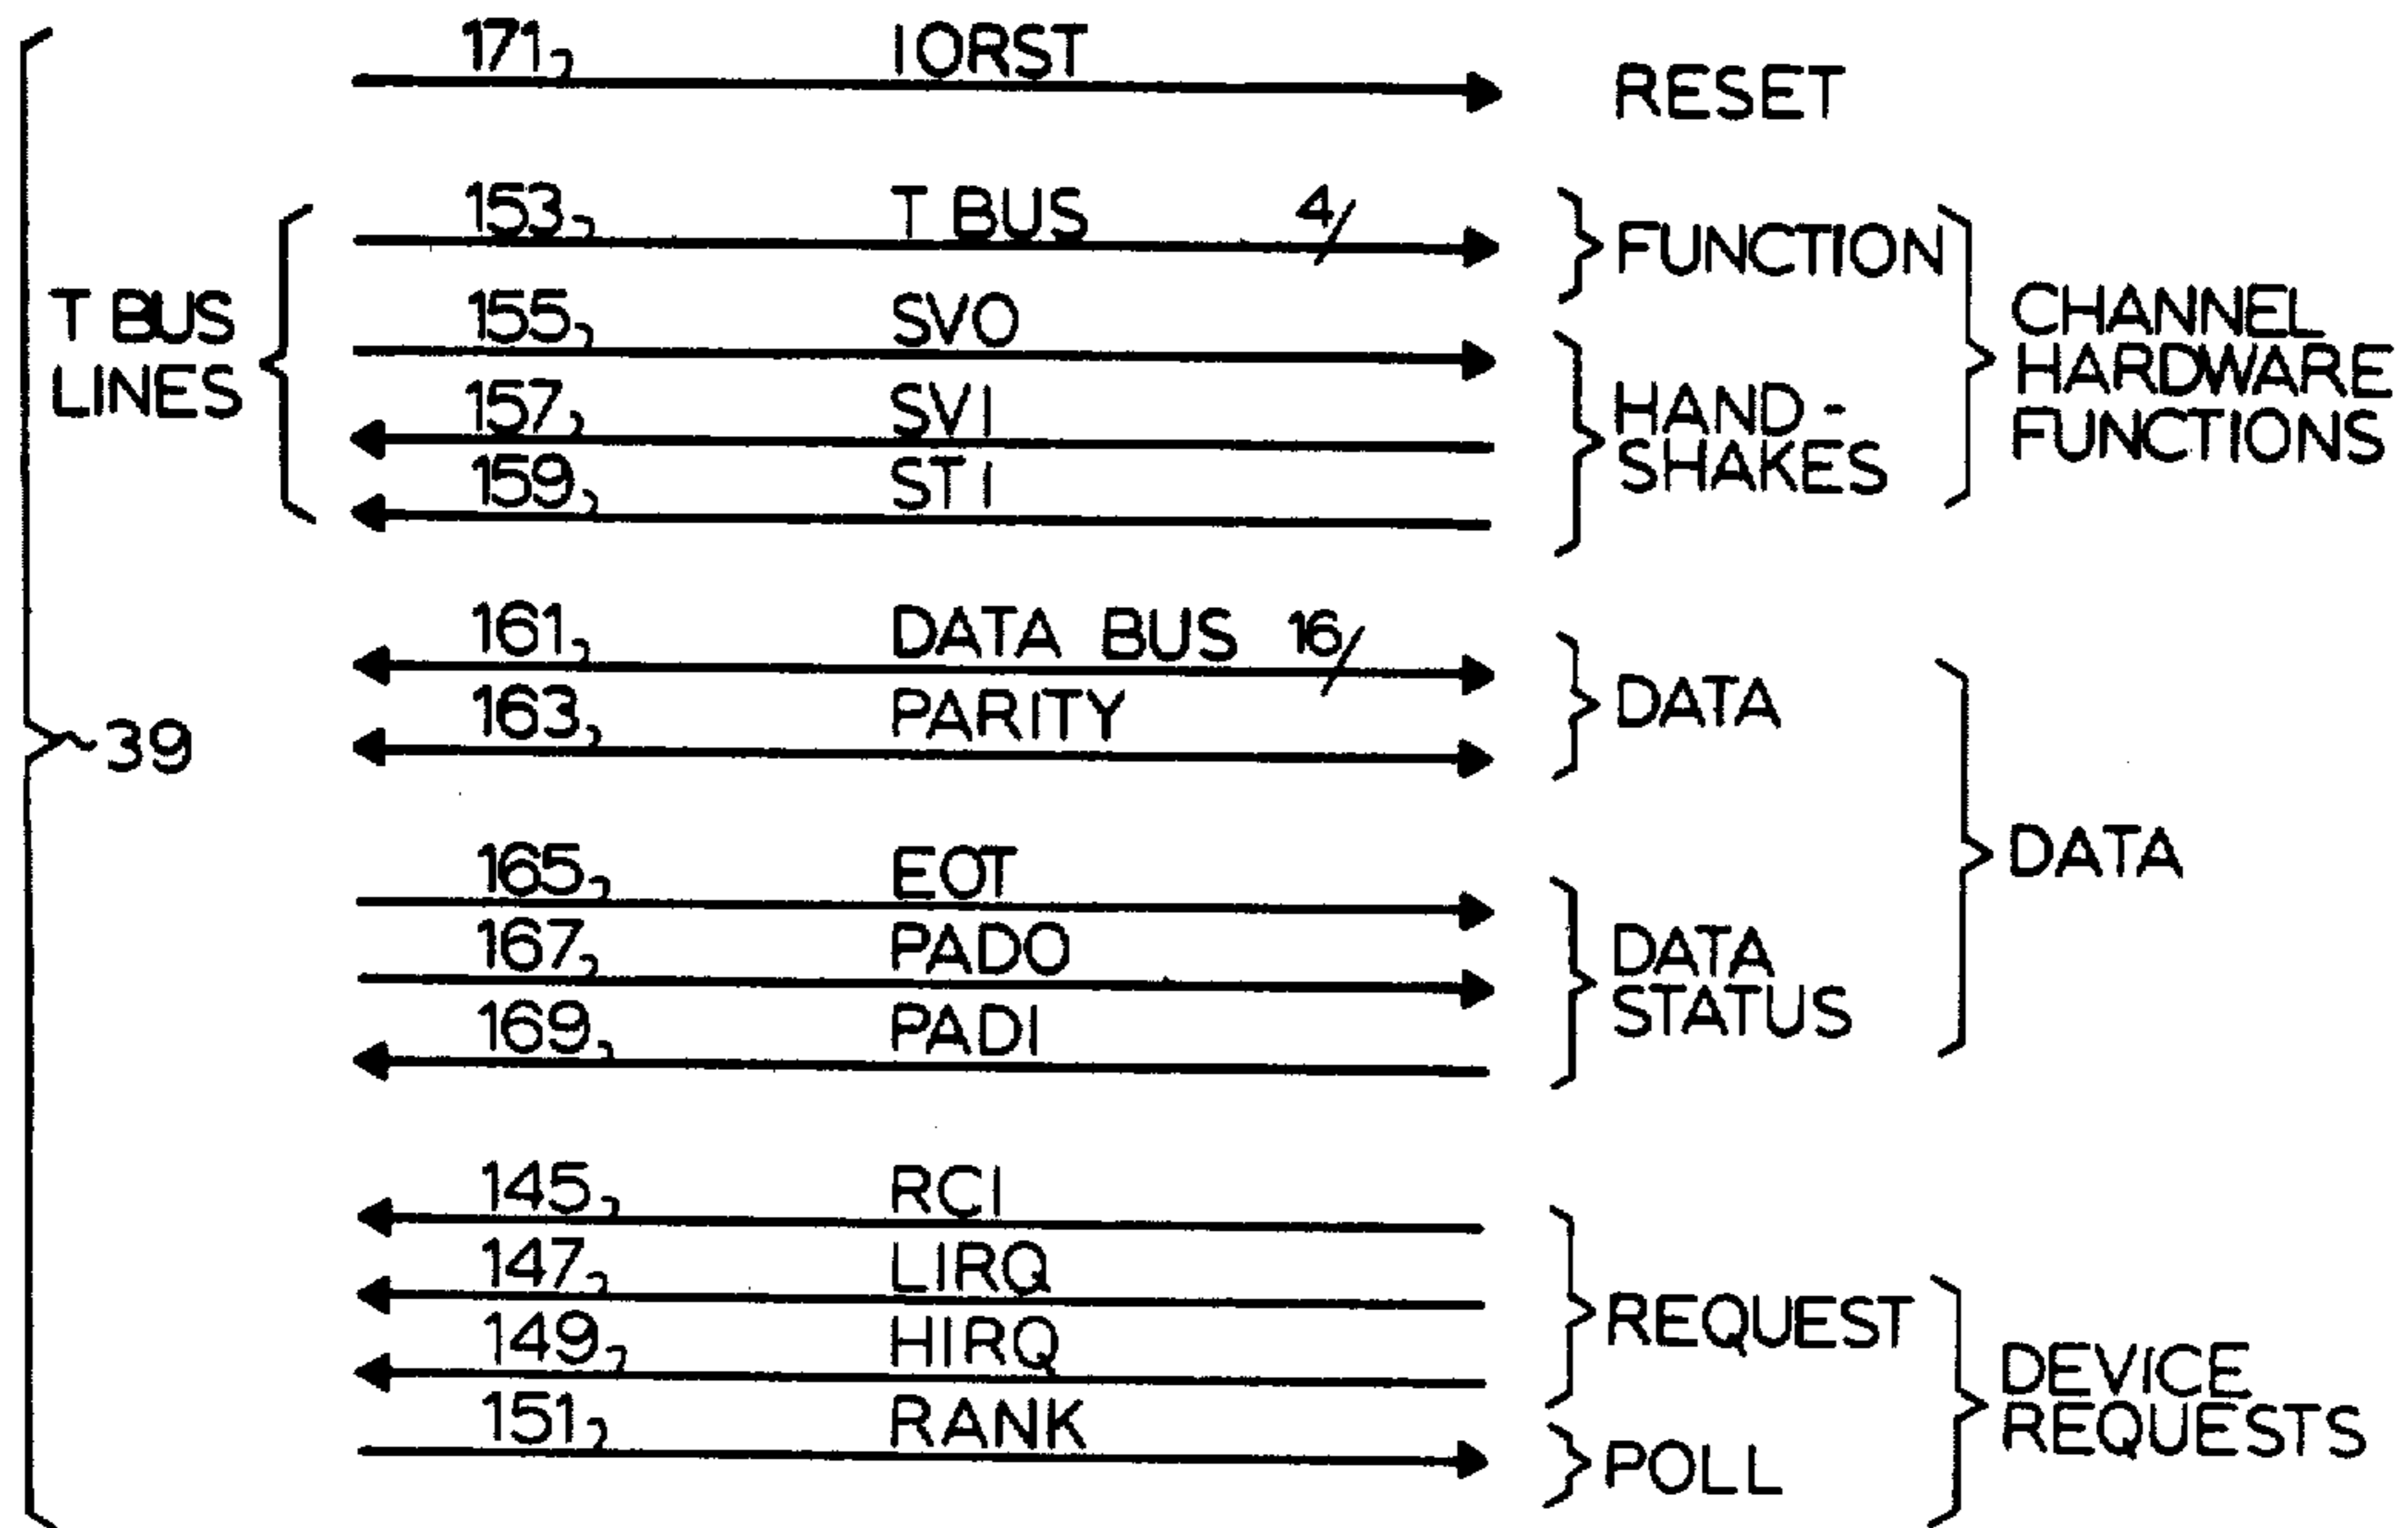 171 IORST
RESET
153 T BUS 4/
FUNCTION
155 SVO
157 SVI
159 STI
HAND-
SHAKES
T BUS
LINES
CHANNEL
HARDWARE
FUNCTIONS
161 DATA BUS 16/
163 PARITY
DATA
39
165 EOT
167 PADO
169 PADI
DATA
STATUS
DATA
145 RCI
147 LIRQ
149 HIRQ
REQUEST
151 RANK
POLL
DEVICE
REQUESTS